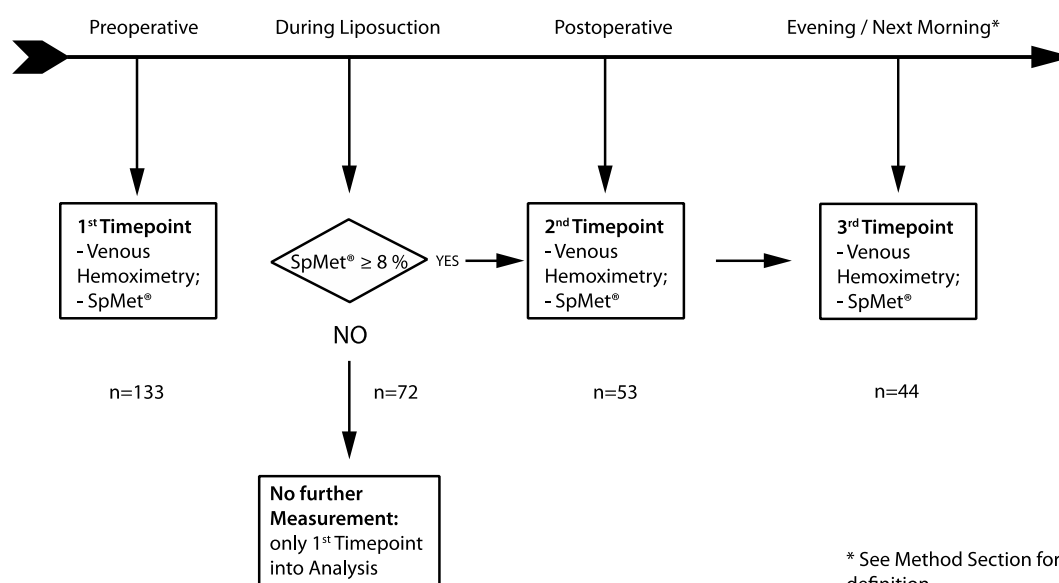 Preoperative
During Liposuction
Postoperative
Evening / Next Morning*
1st Timepoint
- Venous
Hemoximetry;
- SpMet®
SpMet® ≥ 8 %
YES
2nd Timepoint
- Venous
Hemoximetry;
- SpMet®
3rd Timepoint
- Venous
Hemoximetry;
- SpMet®
NO
n=133
n=72
n=53
n=44
No further
Measurement:
only 1st Timepoint
into Analysis
* See Method Section for
definition